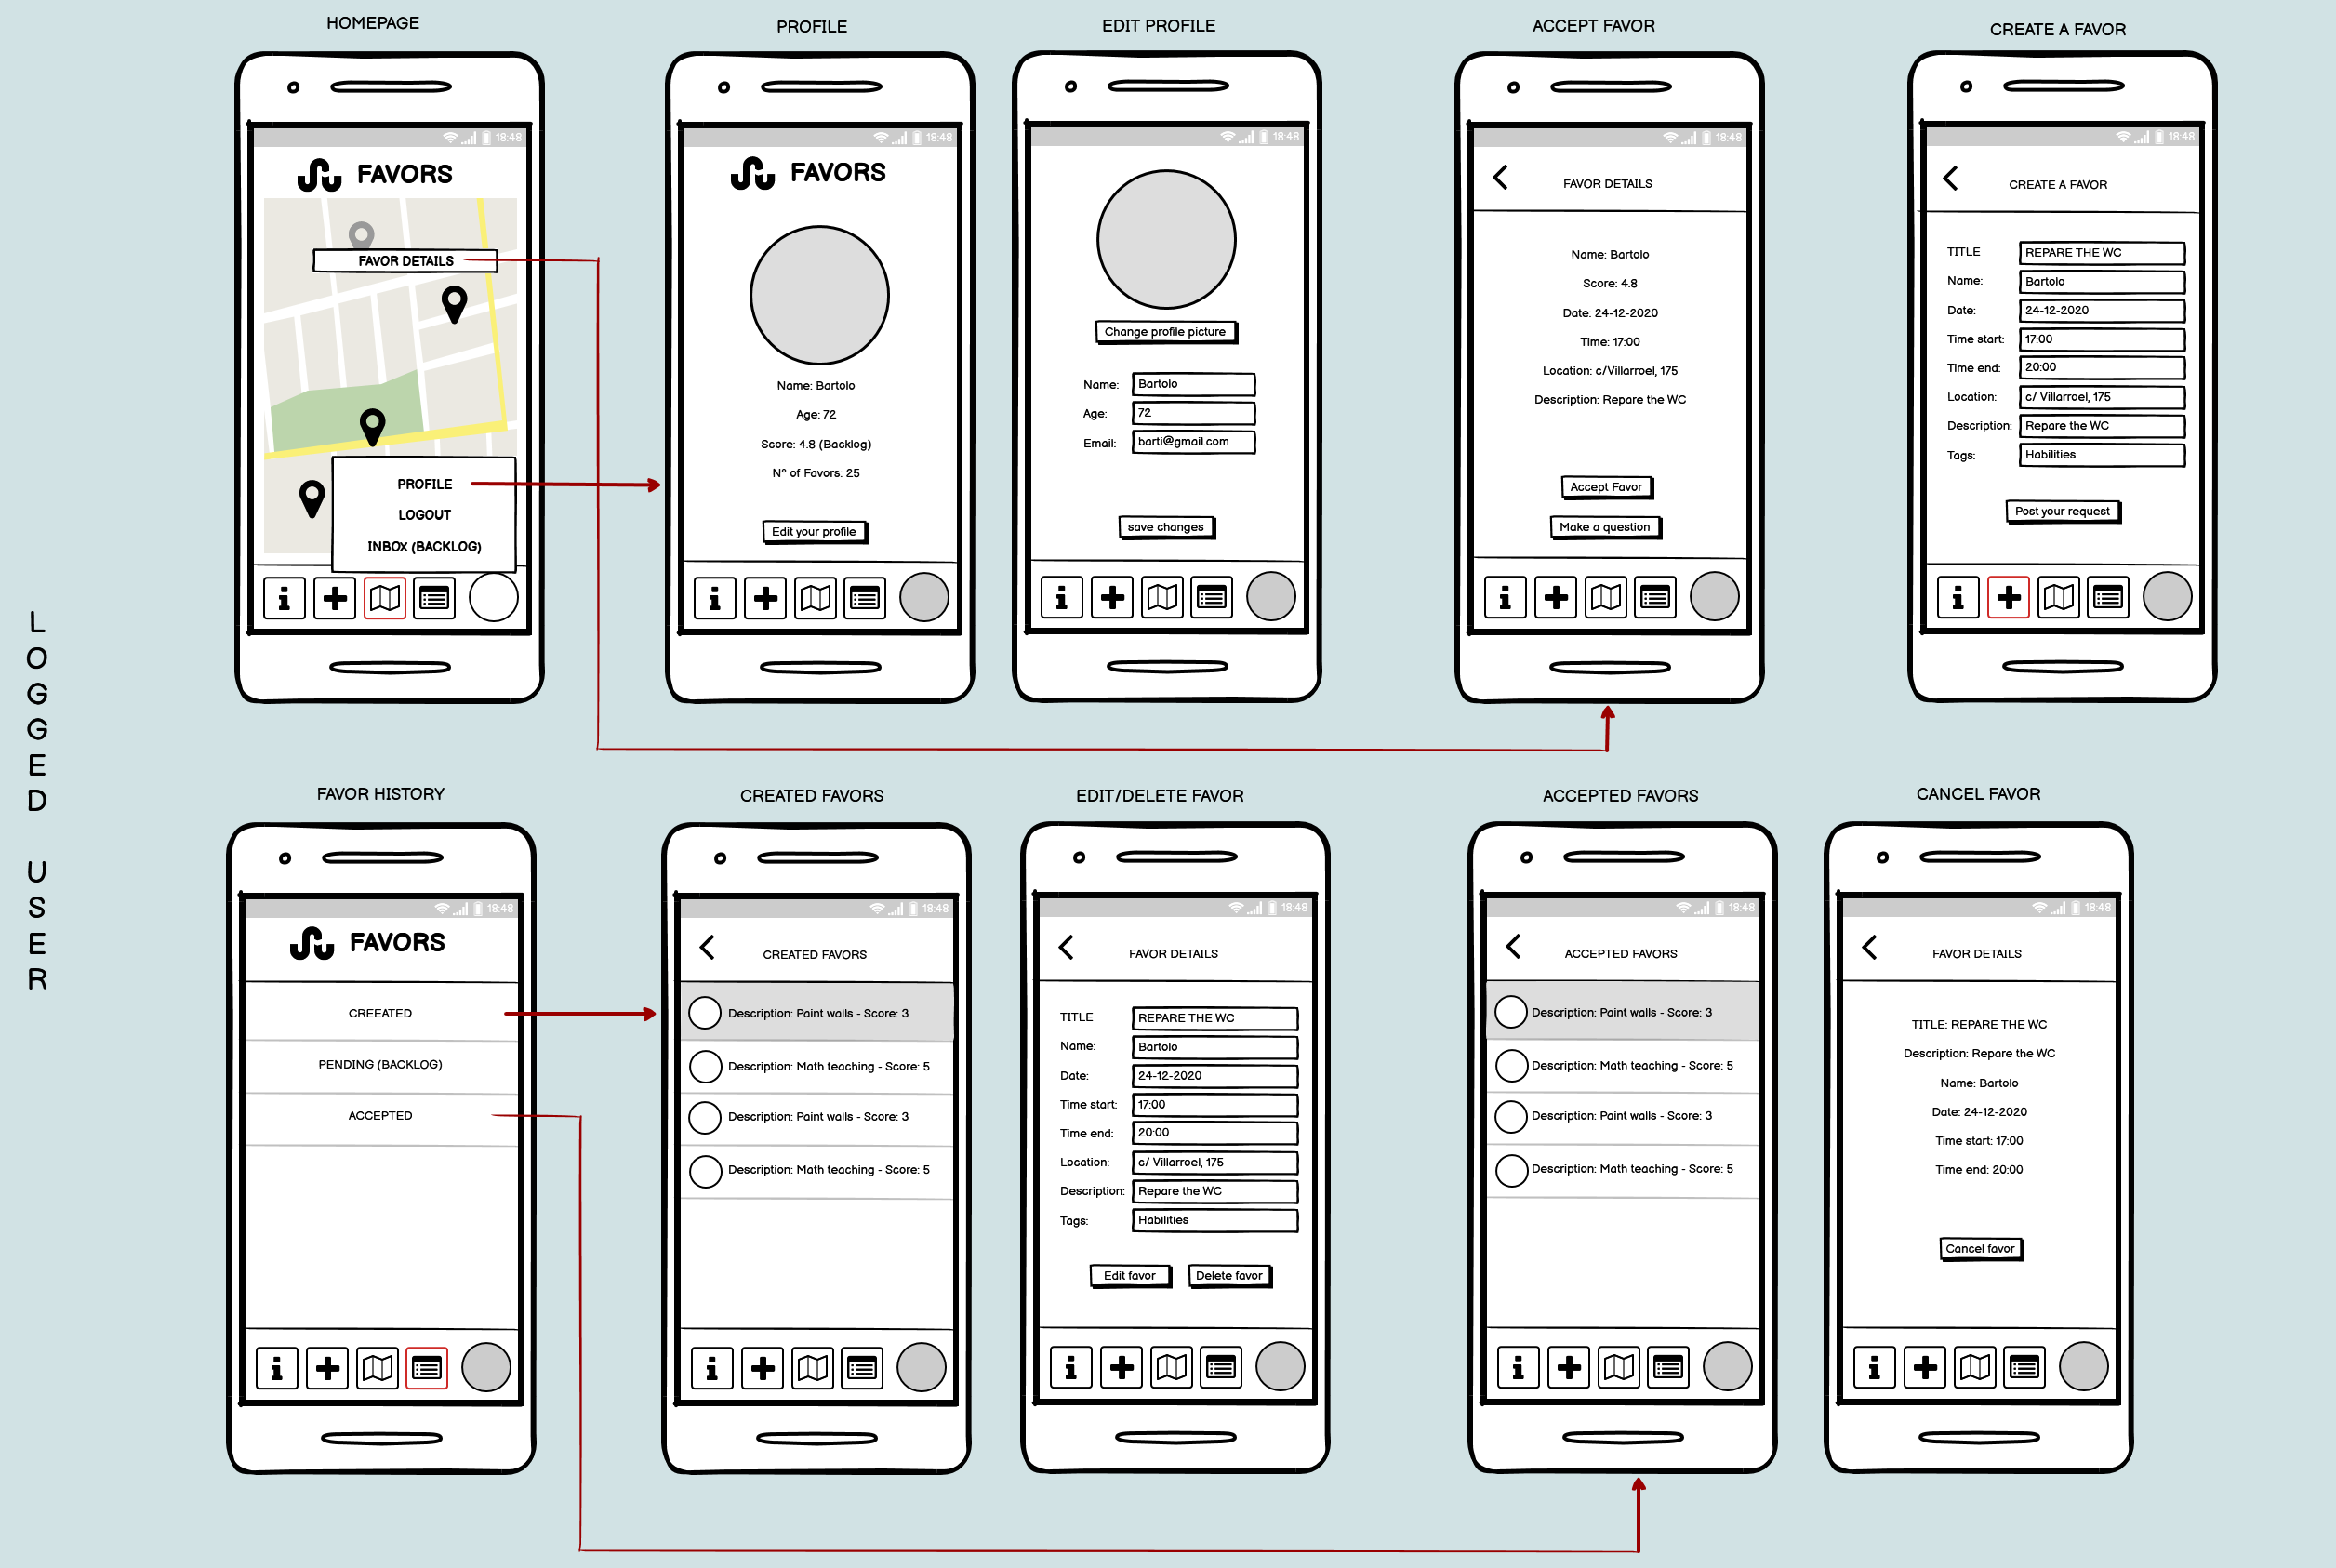 LOGGED USER
HOMEPAGE
18:48
FAVORS
FAVOR DETAILS
PROFILE
LOGOUT
INBOX (BACKLOG)
PROFILE
18:48
FAVORS
Name: Bartolo
Age: 72
Score: 4.8 (Backlog)
Nº of Favors: 25
Edit your profile
EDIT PROFILE
18:48
Change profile picture
Name: Bartolo
Age: 72
Email: barti@gmail.com
save changes
ACCEPT FAVOR
18:48
FAVOR DETAILS
Name: Bartolo
Score: 4.8
Date: 24-12-2020
Time: 17:00
Location: c/Villarroel, 175
Description: Repare the WC
Accept Favor
Make a question
CREATE A FAVOR
18:48
CREATE A FAVOR
TITLE REPARE THE WC
Name: Bartolo
Date: 24-12-2020
Time start: 17:00
Time end: 20:00
Location: c/ Villarroel, 175
Description: Repare the WC
Tags: Habilities
Post your request
FAVOR HISTORY
18:48
FAVORS
CREEATED
PENDING (BACKLOG)
ACCEPTED
CREATED FAVORS
18:48
CREATED FAVORS
Description: Paint walls - Score: 3
Description: Math teaching - Score: 5
Description: Paint walls - Score: 3
Description: Math teaching - Score: 5
EDIT/DELETE FAVOR
18:48
FAVOR DETAILS
TITLE REPARE THE WC
Name: Bartolo
Date: 24-12-2020
Time start: 17:00
Time end: 20:00
Location: c/ Villarroel, 175
Description: Repare the WC
Tags: Habilities
Edit favor Delete favor
ACCEPTED FAVORS
18:48
ACCEPTED FAVORS
Description: Paint walls - Score: 3
Description: Math teaching - Score: 5
Description: Paint walls - Score: 3
Description: Math teaching - Score: 5
CANCEL FAVOR
18:48
FAVOR DETAILS
TITLE: REPARE THE WC
Description: Repare the WC
Name: Bartolo
Date: 24-12-2020
Time start: 17:00
Time end: 20:00
Cancel favor